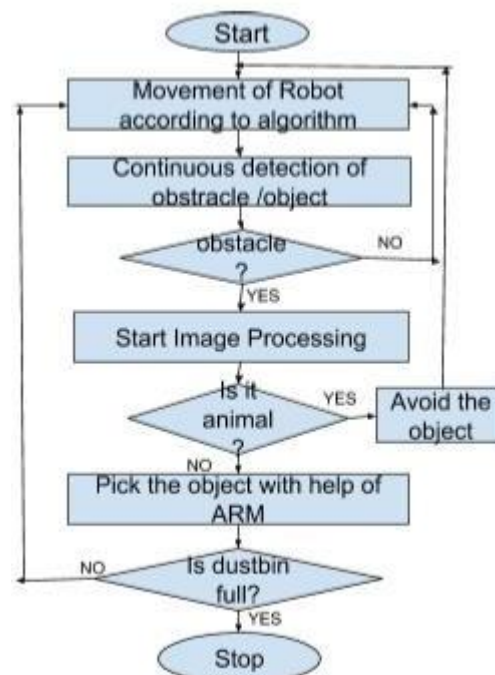 Start
Movement of Robot
according to algorithm
Continuous detection of
obstracle /object
obstacle
?
NO
YES
Start Image Processing
Is it
animal
?
YES
Avoid the
object
NO
Pick the object with help of
ARM
Is dustbin
full?
NO
YES
Stop